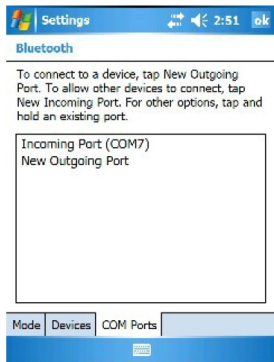 Settings 2:51 ok
Bluetooth
To connect to a device, tap New Outgoing
Port. To allow other devices to connect, tap
New Incoming Port. For other options, tap and
hold an existing port.
Incoming Port (COM7)
New Outgoing Port
Mode Devices COM Ports